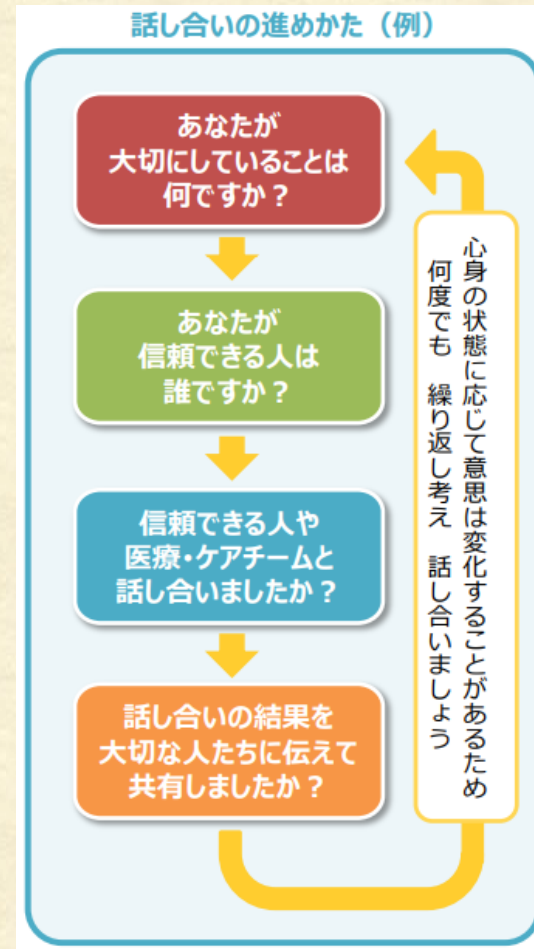 話し合いの進めかた（例）
あなたが
大切にしていることは
何ですか？
あなたが
信頼できる人は
誰ですか？
信頼できる人や
医療・ケアチームと
話し合いましたか？
話し合いの結果を
大切な人たちに伝えて
共有しましたか？
心身の状態に応じて意思は変化することがあるため
何度でも　繰り返し考え　話し合いましょう